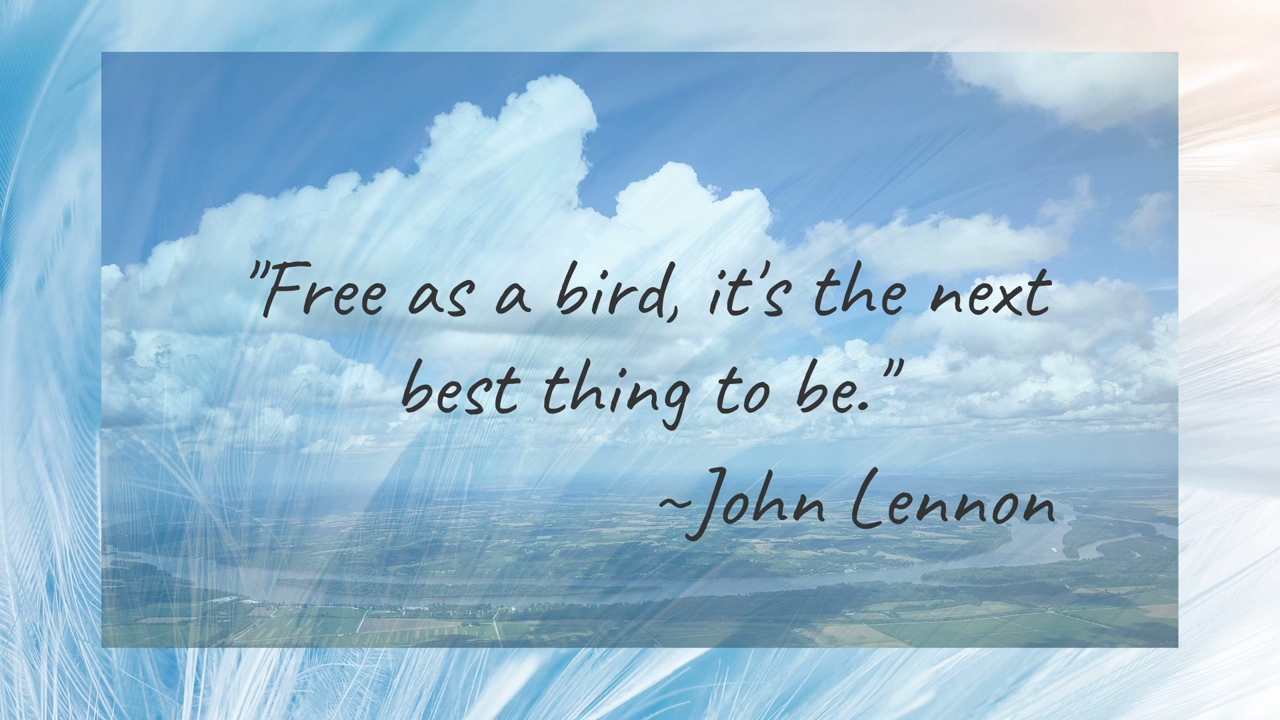 "Free as a bird, it's the next
best thing to be."
~John Lennon